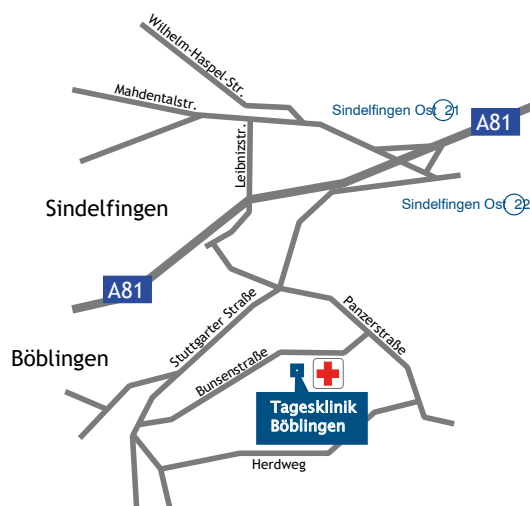 Wilhelm-Haspel-Str.
Mahdentalstr.
Sindelfingen Ost 21
A81
Leibnizstr.
Sindelfingen
Sindelfingen Ost 22
A81
Stuttgarter Straße
Panzerstraße
Böblingen
Bunsenstraße
Tagesklinik
Böblingen
Herdweg